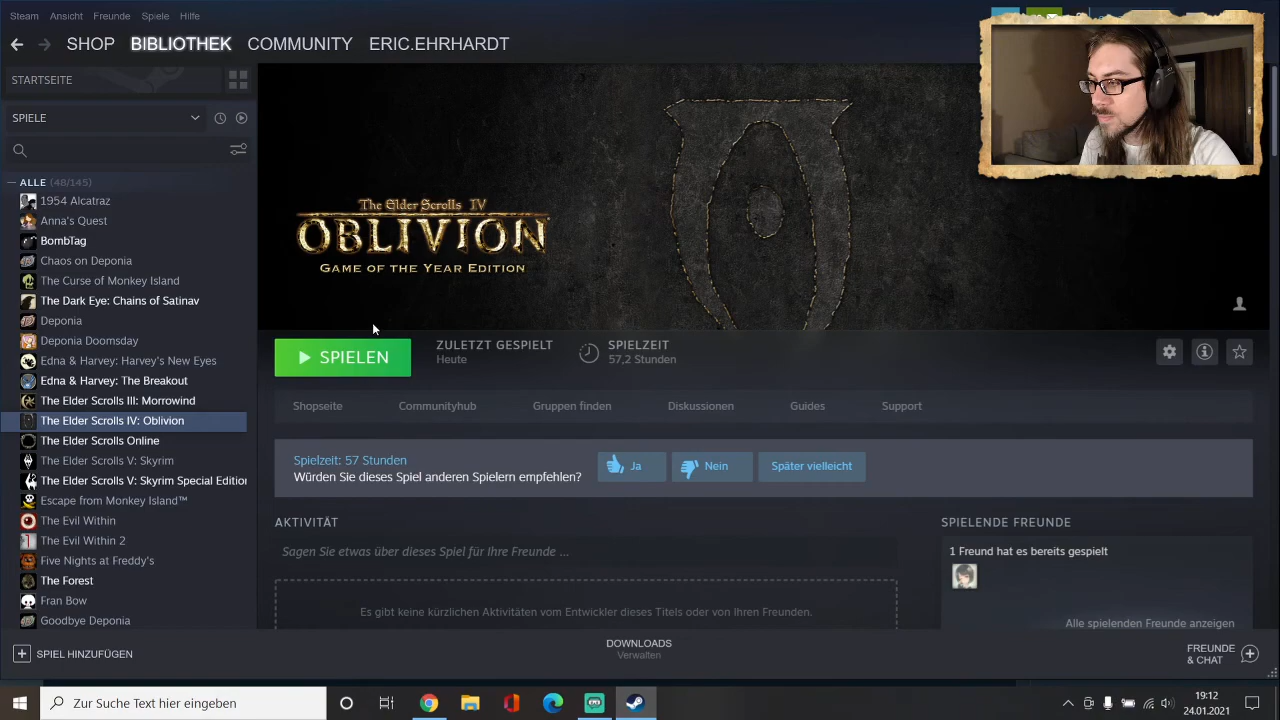 Steam Ansicht Freunde Spiele Hilfe
SHOP BIBLIOTHEK COMMUNITY ERIC.EHRHARDT
STARTSEITE
SPIELE
ALLE (48/145)
1954 Alcatraz
Anna's Quest
BombTag
Chaos on Deponia
The Curse of Monkey Island
The Dark Eye: Chains of Satinav
Deponia
Deponia Doomsday
Edna & Harvey: Harvey's New Eyes
Edna & Harvey: The Breakout
The Elder Scrolls III: Morrowind
The Elder Scrolls IV: Oblivion
The Elder Scrolls Online
The Elder Scrolls V: Skyrim
The Elder Scrolls V: Skyrim Special Edition
Escape from Monkey Island™
The Evil Within
The Evil Within 2
Five Nights at Freddy's
The Forest
Fran Bow
Goodbye Deponia
SPIEL HINZUFÜGEN
The Elder Scrolls IV
OBLIVION
GAME OF THE YEAR EDITION
SPIELEN
ZULETZT GESPIELT
Heute
SPIELZEIT
57,2 Stunden
Shopseite Communityhub Gruppen finden Diskussionen Guides Support
Spielzeit: 57 Stunden
Würden Sie dieses Spiel anderen Spielern empfehlen?
Ja Nein Später vielleicht
AKTIVITÄT
Sagen Sie etwas über dieses Spiel für Ihre Freunde ...
Es gibt keine kürzlichen Aktivitäten vom Entwickler dieses Titels oder von Ihren Freunden.
SPIELENDE FREUNDE
1 Freund hat es bereits gespielt
Alle spielenden Freunde anzeigen
DOWNLOADS
Verwalten
FREUNDE
& CHAT
Zur Suche Text hier eingeben
19:12
24.01.2021